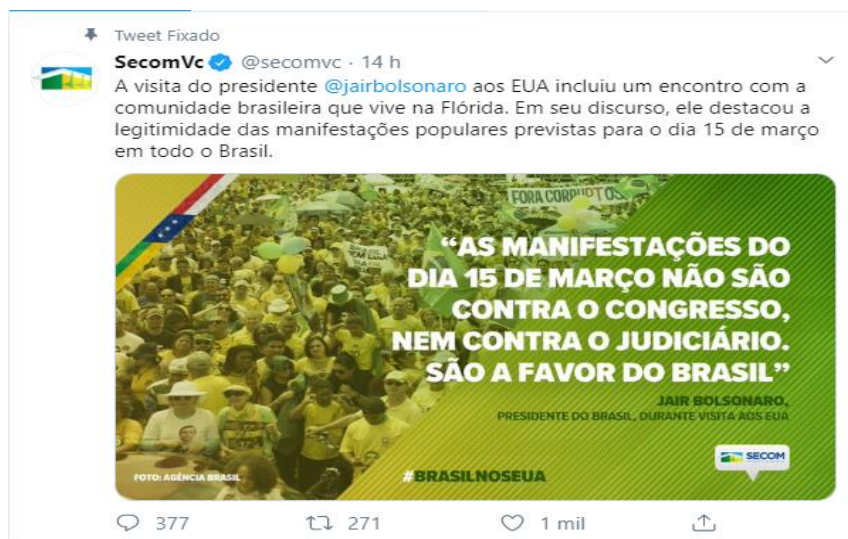 Tweet Fixado
SecomVc @secomvc · 14 h
A visita do presidente @jairbolsonaro aos EUA incluiu um encontro com a
comunidade brasileira que vive na Flórida. Em seu discurso, ele destacou a
legitimidade das manifestações populares previstas para o dia 15 de março
em todo o Brasil.
FORA CORRUPTOS
“AS MANIFESTAÇÕES DO
DIA 15 DE MARÇO NÃO SÃO
CONTRA O CONGRESSO,
NEM CONTRA O JUDICIÁRIO.
SÃO A FAVOR DO BRASIL”
JAIR BOLSONARO,
PRESIDENTE DO BRASIL, DURANTE VISITA AOS EUA
SECOM
FOTO: AGÊNCIA BRASIL
#BRASILNOSEUA
377 271 1 mil